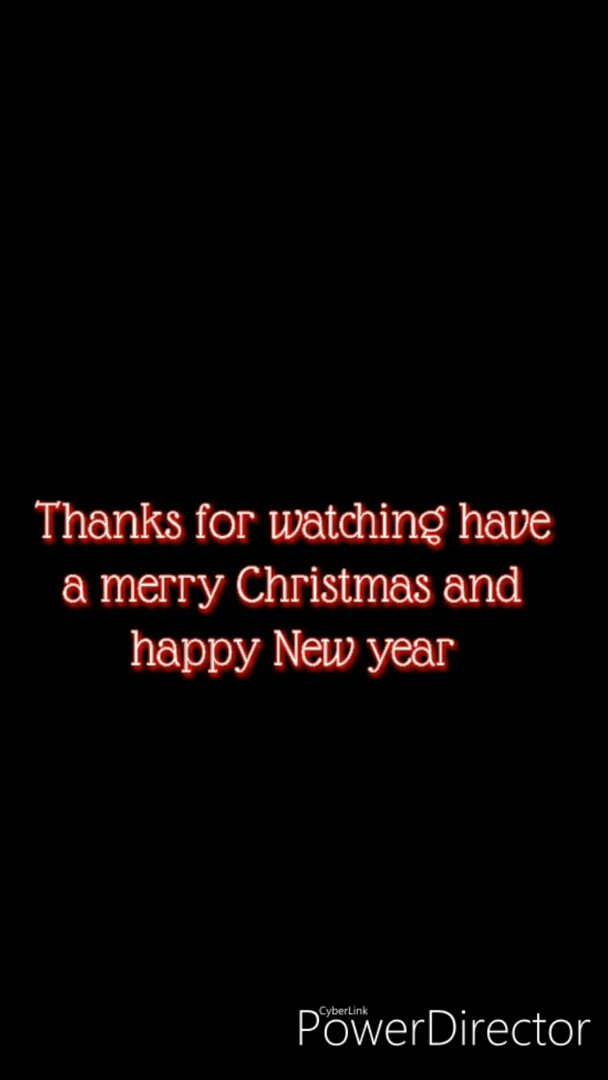 Thanks for watching have
a merry Christmas and
happy New year
CyberLink
PowerDirector